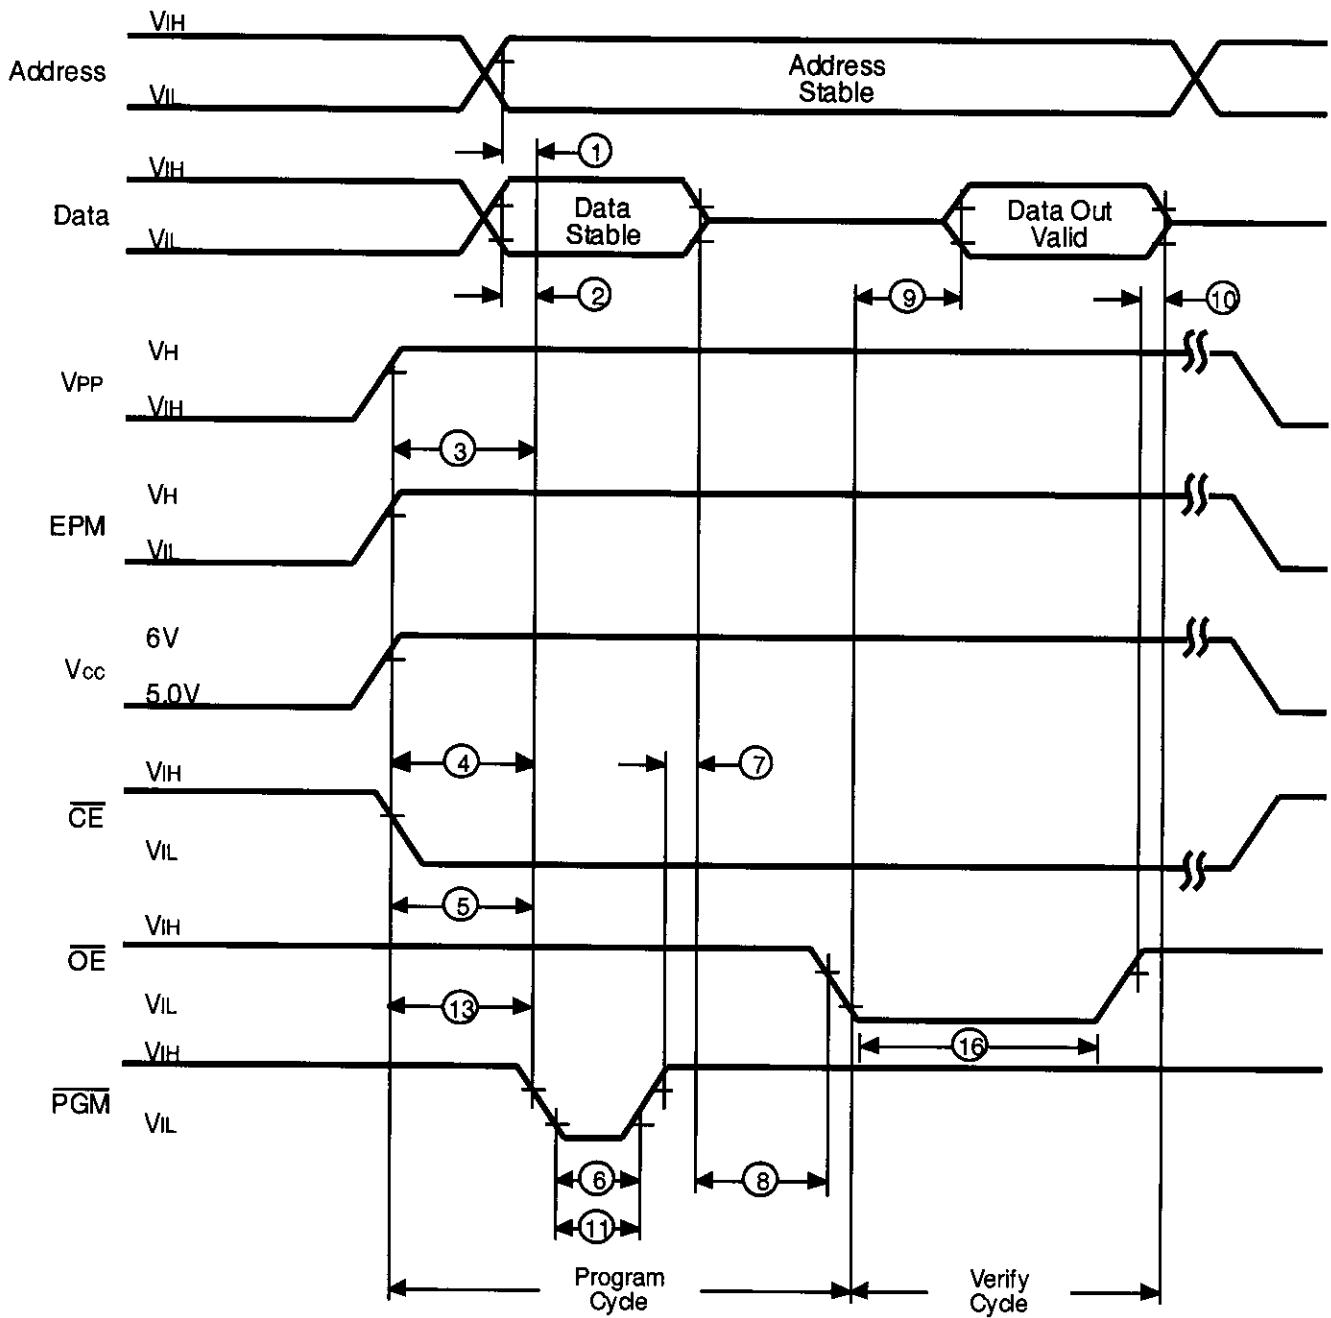 VIH
Address
VIL
Address
Stable
1
VIH
Data
VIL
Data
Stable
Data Out
Valid
2
9
10
VH
VPP
VIH
3
VH
EPM
VIL
6V
Vcc
5.0V
4
7
VIH
CE
VIL
5
VIH
OE
VIL
13
16
VIH
PGM
VIL
6
8
11
Program
Cycle
Verify
Cycle